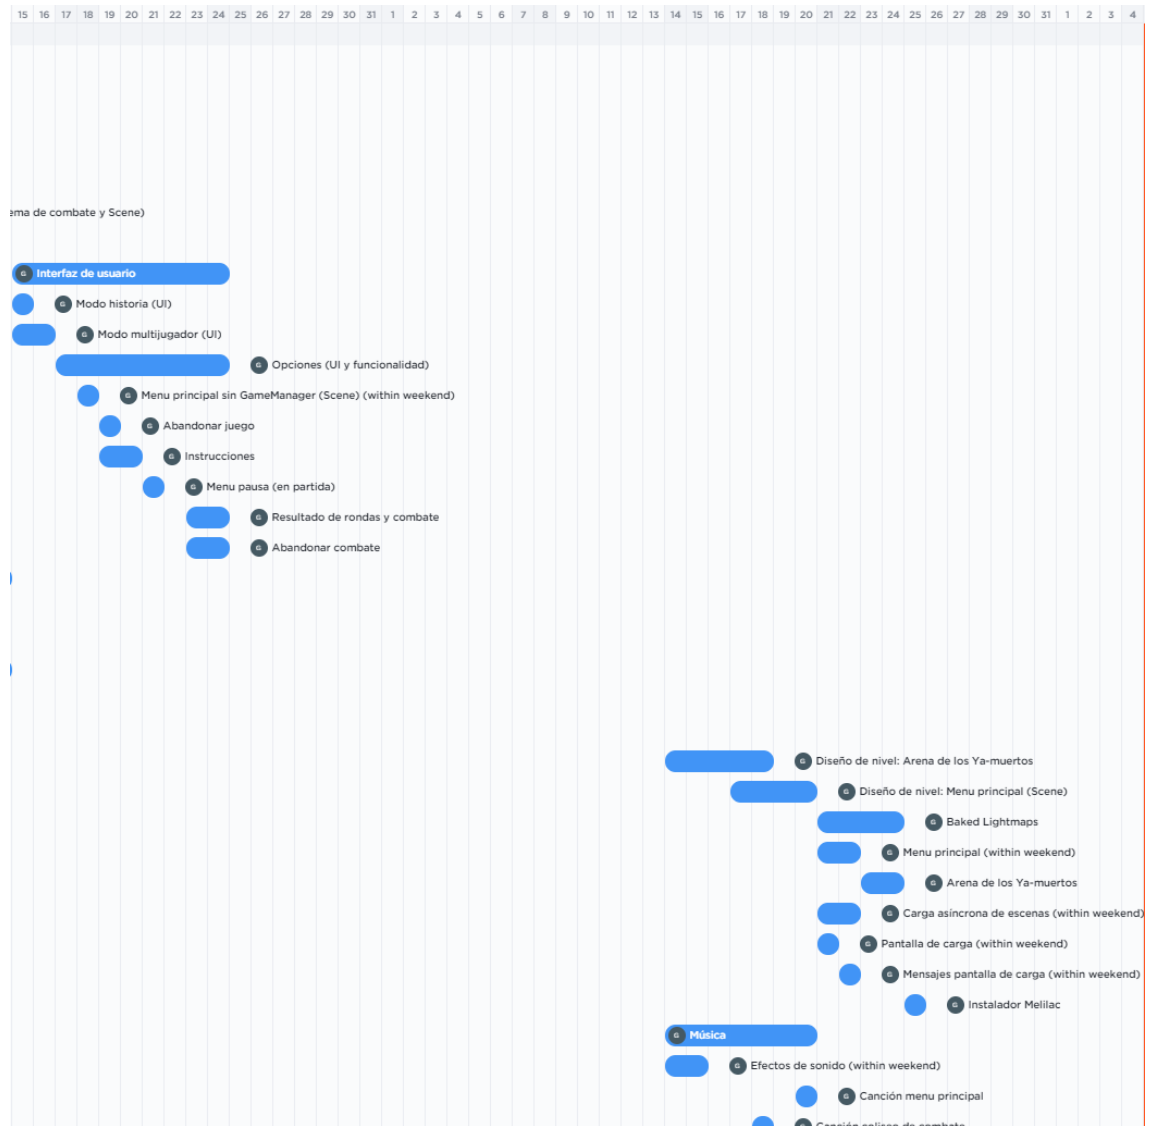 15 16 17 18 19 20 21 22 23 24 25 26 27 28 29 30 31 1 2 3 4 5 6 7 8 9 10 11 12 13 14 15 16 17 18 19 20 21 22 23 24 25 26 27 28 29 30 31 1 2 3 4
ema de combate y Scene)
G Interfaz de usuario
G Modo historia (UI)
G Modo multijugador (UI)
G Opciones (UI y funcionalidad)
G Menu principal sin GameManager (Scene) (within weekend)
G Abandonar juego
G Instrucciones
G Menu pausa (en partida)
G Resultado de rondas y combate
G Abandonar combate
G Diseño de nivel: Arena de los Ya-muertos
G Diseño de nivel: Menu principal (Scene)
G Baked Lightmaps
G Menu principal (within weekend)
G Arena de los Ya-muertos
G Carga asíncrona de escenas (within weekend)
G Pantalla de carga (within weekend)
G Mensajes pantalla de carga (within weekend)
G Instalador Melilac
G Música
G Efectos de sonido (within weekend)
G Canción menu principal
G Canción coliseo de combate